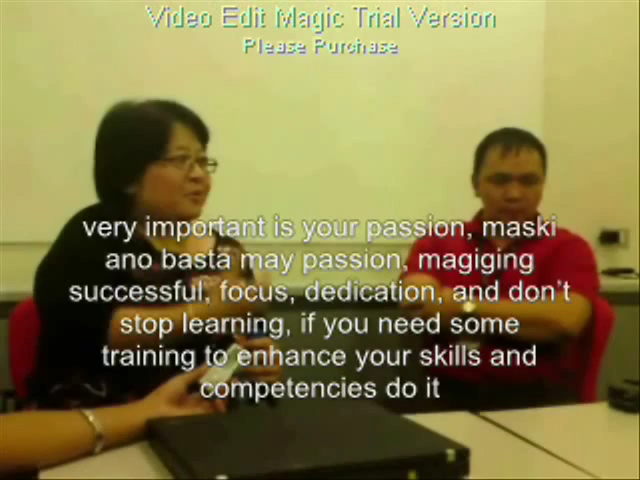 Video Edit Magic Trial Version
Please Purchase
very important is your passion, maski
ano basta may passion, magiging
successful, focus, dedication, and don't
stop learning, if you need some
training to enhance your skills and
competencies do it